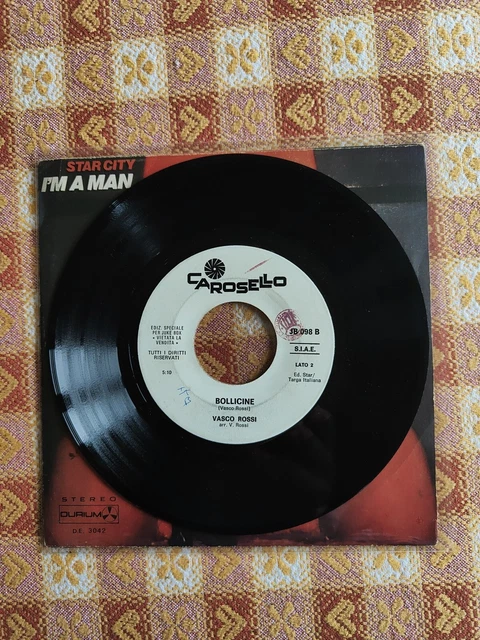 STAR CITY
I'M A MAN
CAROSELLO
EDIZ. SPECIALE
PER JUKE BOX
« VIETATA LA
VENDITA »
TUTTI I DIRITTI
RISERVATI
5:10
JB 098 B
S.I.A.E.
LATO 2
Ed. Star/
Targa Italiana
BOLLICINE
(Vasco-Rossi)
VASCO ROSSI
arr. V. Rossi
STEREO
DURIUM
DE 3042